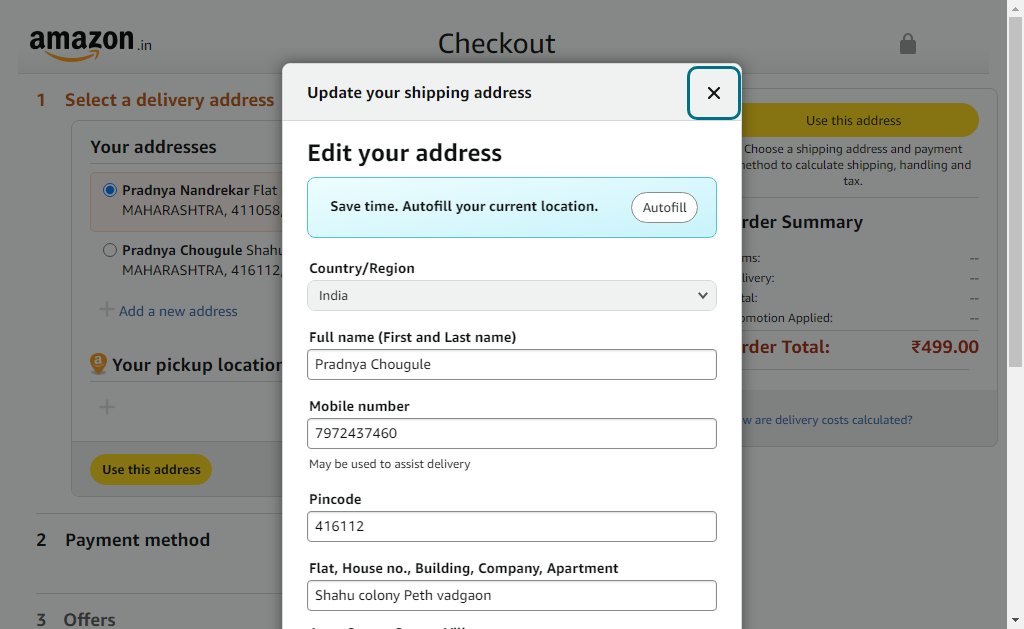 amazon.in
Checkout
1 Select a delivery address
Your addresses
Pradnya Nandrekar Flat
MAHARASHTRA, 411058,
Pradnya Chougule Shahu
MAHARASHTRA, 416112,
Add a new address
a
Your pickup location
Use this address
2 Payment method
3 Offers
Update your shipping address
Edit your address
Save time. Autofill your current location.
Autofill
Country/Region
India
Full name (First and Last name)
Pradnya Chougule
Mobile number
7972437460
May be used to assist delivery
Pincode
416112
Flat, House no., Building, Company, Apartment
Shahu colony Peth vadgaon
Use this address
Choose a shipping address and payment
method to calculate shipping, handling and
tax.
rder Summary
ms: --
livery: --
tal: --
omotion Applied: --
rder Total: ₹499.00
w are delivery costs calculated?